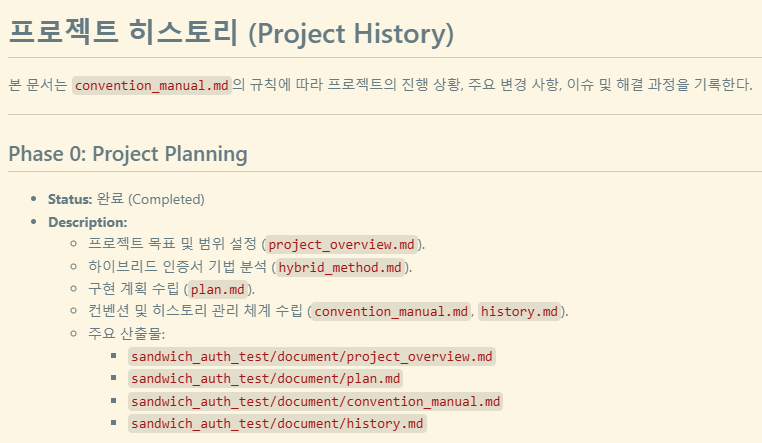 프로젝트 히스토리 (Project History)
본 문서는 convention_manual.md의 규칙에 따라 프로젝트의 진행 상황, 주요 변경 사항, 이슈 및 해결 과정을 기록한다.
Phase 0: Project Planning
Status: 완료 (Completed)
Description:
프로젝트 목표 및 범위 설정 (project_overview.md).
하이브리드 인증서 기법 분석 (hybrid_method.md).
구현 계획 수립 (plan.md).
컨벤션 및 히스토리 관리 체계 수립 (convention_manual.md, history.md).
주요 산출물:
sandwich_auth_test/document/project_overview.md
sandwich_auth_test/document/plan.md
sandwich_auth_test/document/convention_manual.md
sandwich_auth_test/document/history.md